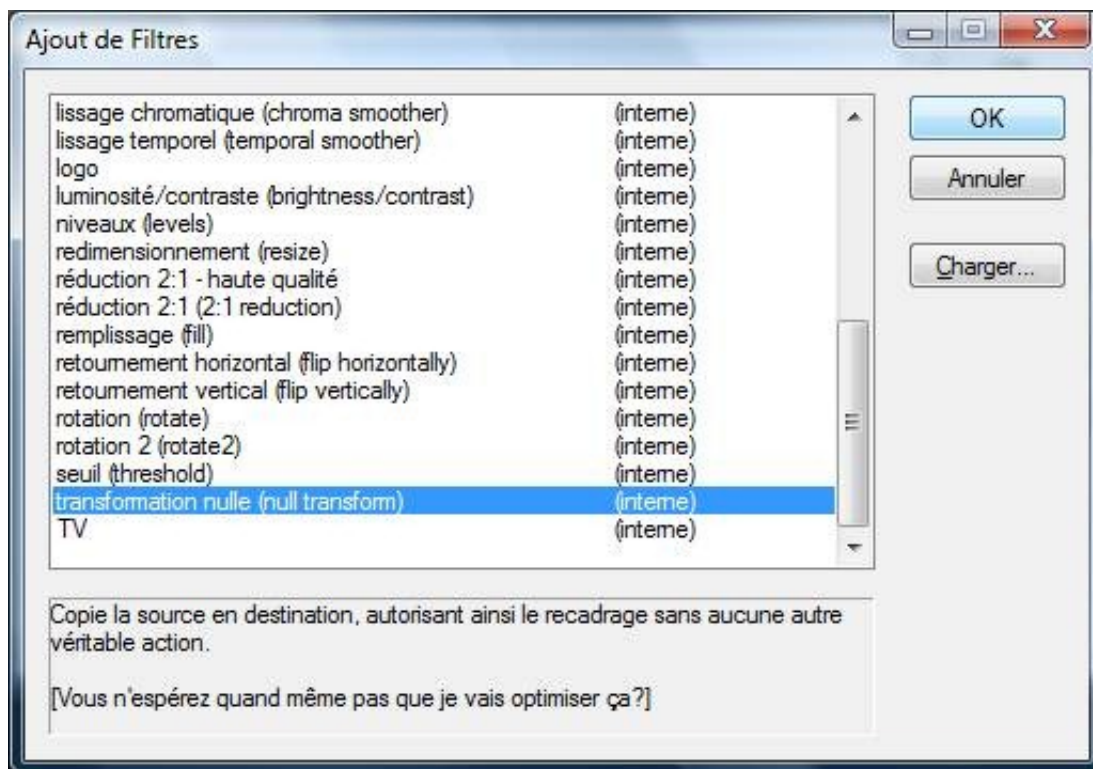 Ajout de Filtres
lissage chromatique (chroma smoother) (interne)
lissage temporel (temporal smoother) (interne)
logo (interne)
luminosité/contraste (brightness/contrast) (interne)
niveaux (levels) (interne)
redimensionnement (resize) (interne)
réduction 2:1 - haute qualité (interne)
réduction 2:1 (2:1 reduction) (interne)
remplissage (fill) (interne)
retournement horizontal (flip horizontally) (interne)
retournement vertical (flip vertically) (interne)
rotation (rotate) (interne)
rotation 2 (rotate2) (interne)
seuil (threshold) (interne)
transformation nulle (null transform) (interne)
TV (interne)
OK
Annuler
Charger...
Copie la source en destination, autorisant ainsi le recadrage sans aucune autre
véritable action.
[Vous n'espérez quand même pas que je vais optimiser ça?]